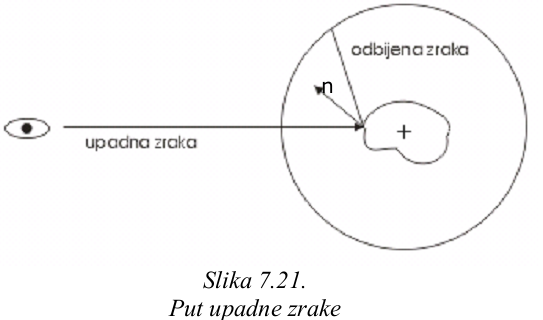 odbijena zraka
n
upadna zraka
+
Slika 7.21.
Put upadne zrake